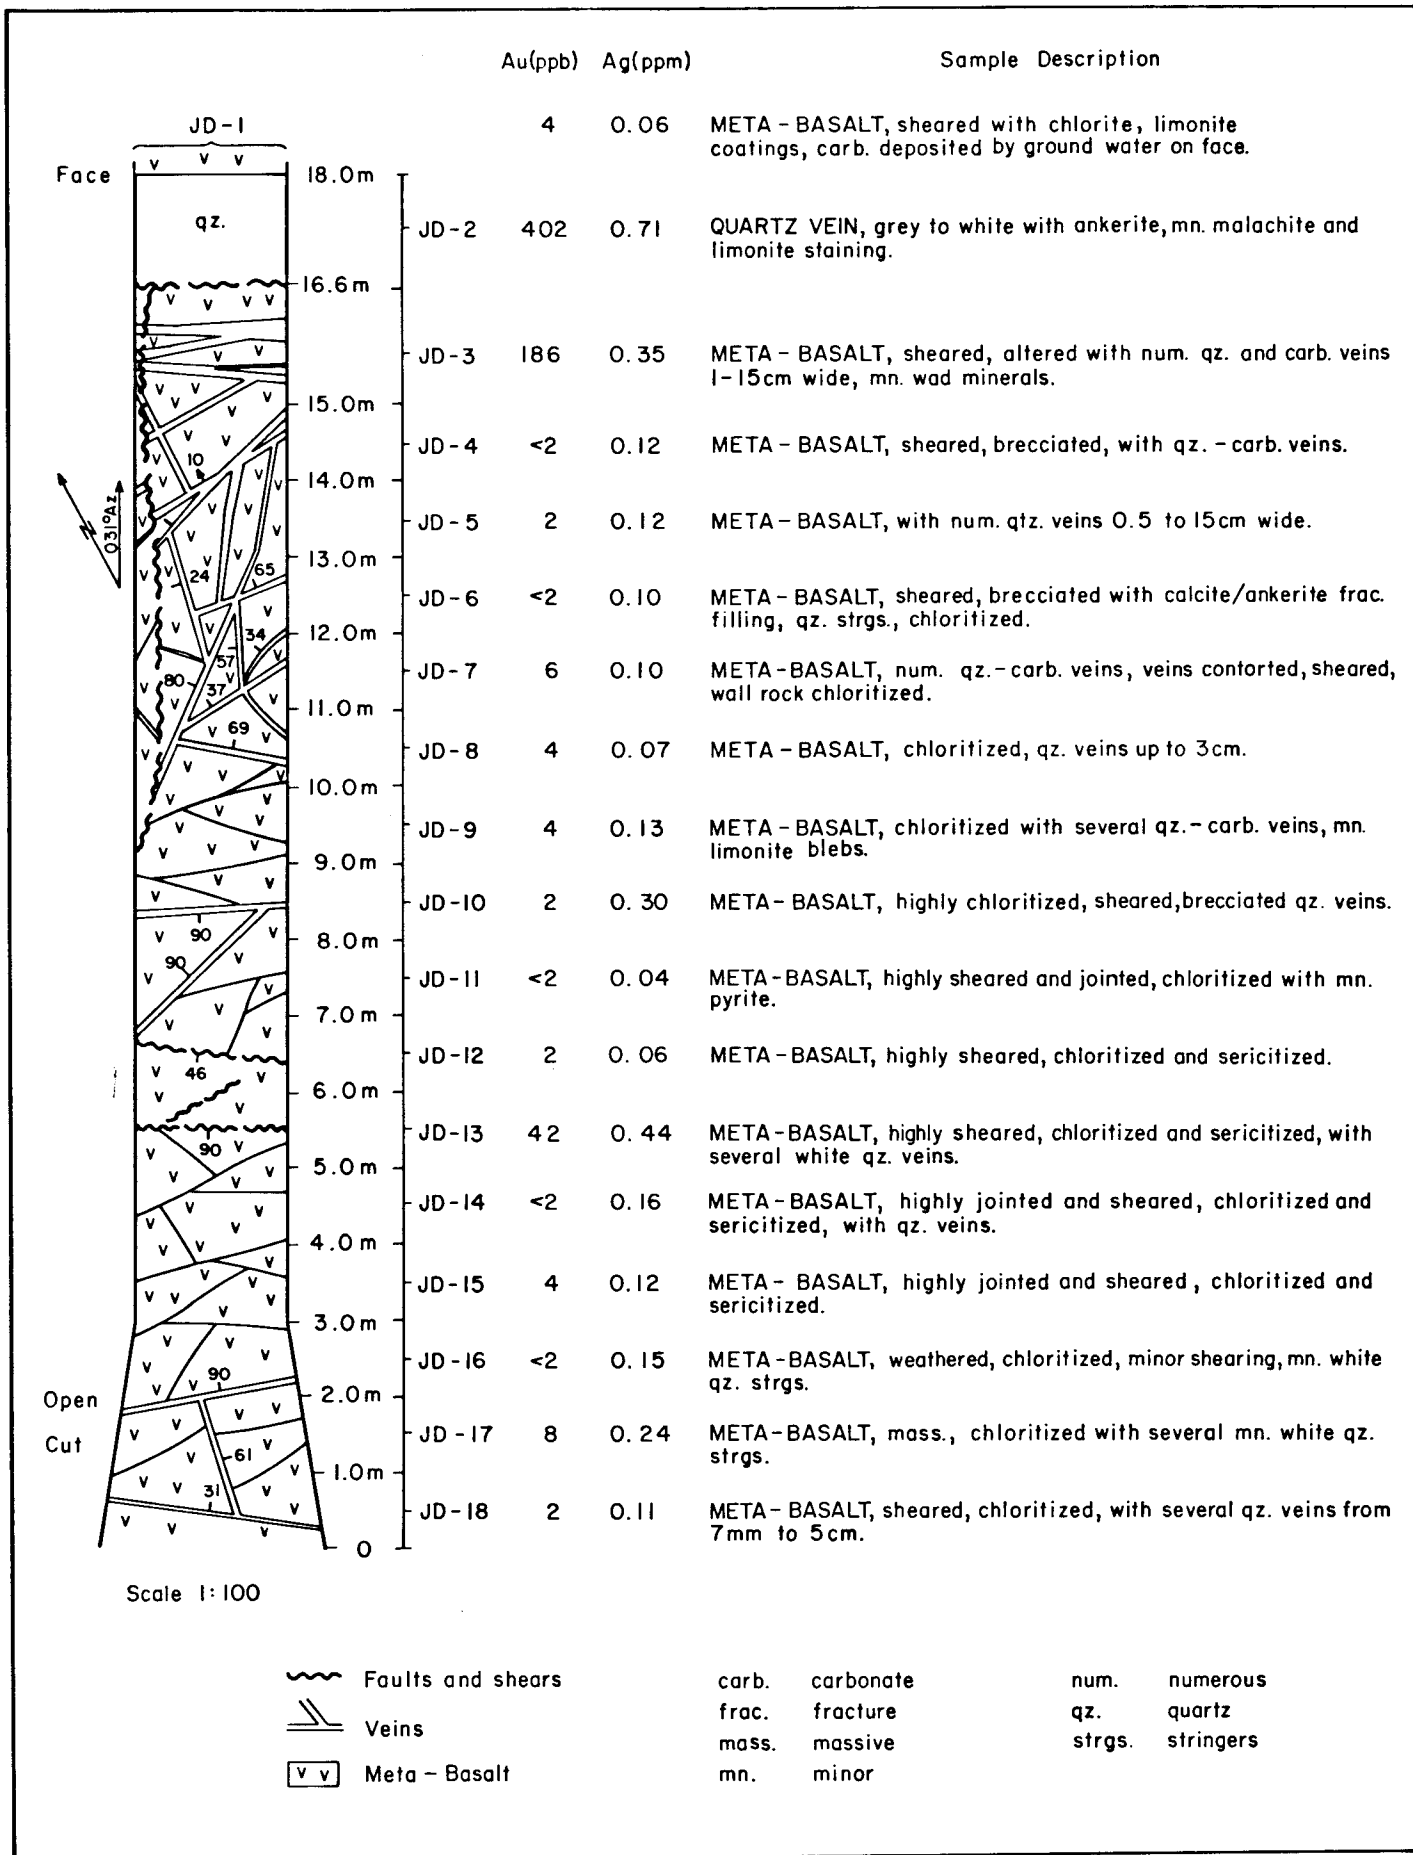 Au(ppb) Ag(ppm) Sample Description
JD-1 4 0.06 META-BASALT, sheared with chlorite, limonite
coatings, carb. deposited by ground water on face.
Face 18.0m
qz. JD-2 402 0.71 QUARTZ VEIN, grey to white with ankerite, mn. malachite and
limonite staining.
16.6m
JD-3 186 0.35 META-BASALT, sheared, altered with num. qz. and carb. veins
1-15cm wide, mn. wad minerals.
15.0m
JD-4 <2 0.12 META-BASALT, sheared, brecciated, with qz.-carb. veins.
10
14.0m
031°Az
JD-5 2 0.12 META-BASALT, with num. qtz. veins 0.5 to 15cm wide.
13.0m
24 65
JD-6 <2 0.10 META-BASALT, sheared, brecciated with calcite/ankerite frac.
filling, qz. strgs., chloritized.
34 12.0m
57
JD-7 6 0.10 META-BASALT, num. qz.-carb. veins, veins contorted, sheared,
wall rock chloritized.
80 37
11.0m
69
JD-8 4 0.07 META-BASALT, chloritized, qz. veins up to 3cm.
10.0m
JD-9 4 0.13 META-BASALT, chloritized with several qz.-carb. veins, mn.
limonite blebs.
9.0m
JD-10 2 0.30 META-BASALT, highly chloritized, sheared, brecciated qz. veins.
90 8.0m
90
JD-11 <2 0.04 META-BASALT, highly sheared and jointed, chloritized with mn.
pyrite.
7.0m
JD-12 2 0.06 META-BASALT, highly sheared, chloritized and sericitized.
46
6.0m
JD-13 42 0.44 META-BASALT, highly sheared, chloritized and sericitized, with
several white qz. veins.
90
5.0m
JD-14 <2 0.16 META-BASALT, highly jointed and sheared, chloritized and
sericitized, with qz. veins.
4.0m
JD-15 4 0.12 META-BASALT, highly jointed and sheared, chloritized and
sericitized.
3.0m
JD-16 <2 0.15 META-BASALT, weathered, chloritized, minor shearing, mn. white
qz. strgs.
90
Open 2.0m
Cut JD-17 8 0.24 META-BASALT, mass., chloritized with several mn. white qz.
strgs.
61
1.0m
31
JD-18 2 0.11 META-BASALT, sheared, chloritized, with several qz. veins from
7mm to 5cm.
0
Scale 1:100
Faults and shears carb. carbonate num. numerous
frac. fracture qz. quartz
Veins
mass. massive strgs. stringers
v v Meta-Basalt mn. minor